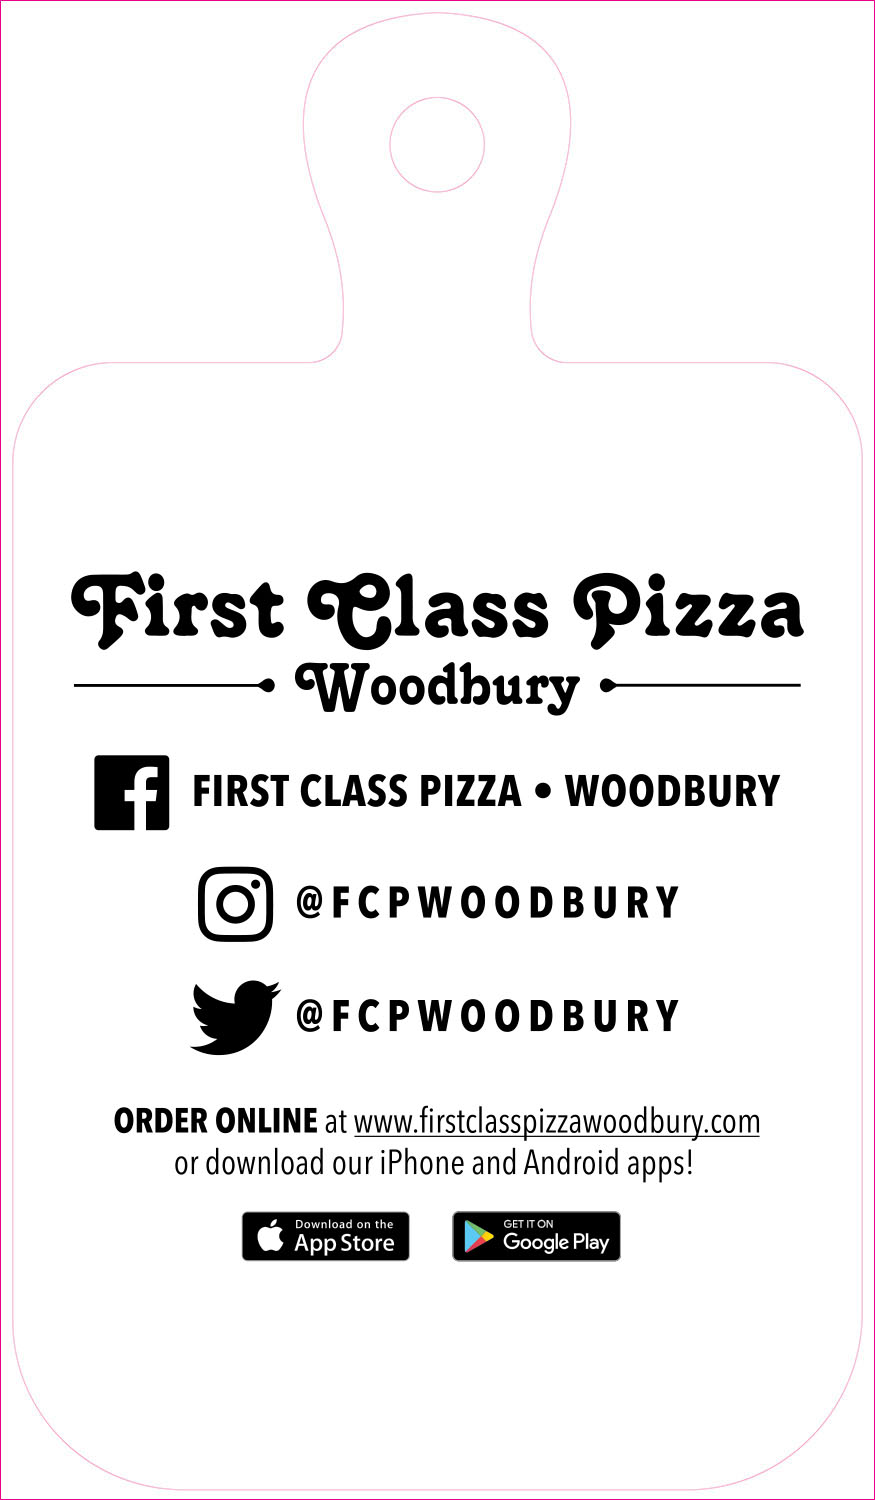 First Class Pizza
Woodbury
FIRST CLASS PIZZA • WOODBURY
@FCPWOODBURY
@FCPWOODBURY
ORDER ONLINE at www.firstclasspizzawoodbury.com
or download our iPhone and Android apps!
Download on the
App Store
GET IT ON
Google Play